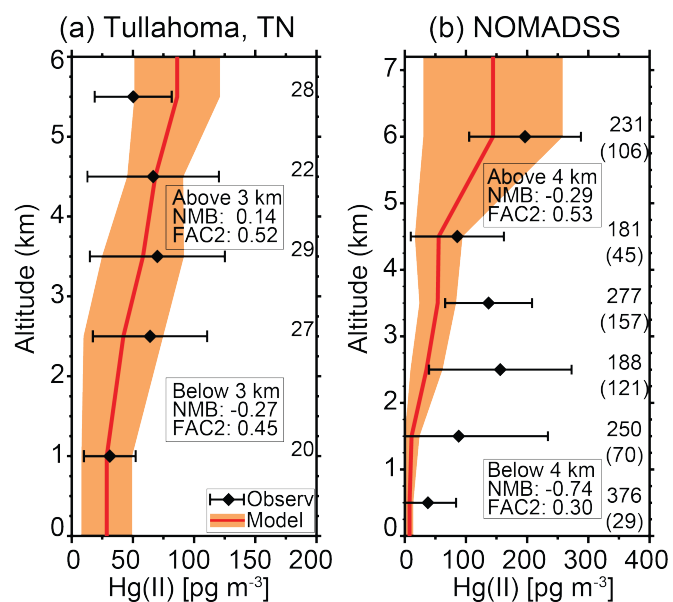 (a) Tullahoma, TN
6
5
4
3
2
1
0
Altitude (km)
28
22
29
27
20
Above 3 km
NMB: 0.14
FAC2: 0.52
Below 3 km
NMB: -0.27
FAC2: 0.45
Observ
Model
0 50 100 150 200
Hg(II) [pg m-3]
(b) NOMADSS
7
6
5
4
3
2
1
0
Altitude (km)
231
(106)
181
(45)
277
(157)
188
(121)
250
(70)
376
(29)
Above 4 km
NMB: -0.29
FAC2: 0.53
Below 4 km
NMB: -0.74
FAC2: 0.30
0 100 200 300 400
Hg(II) [pg m-3]